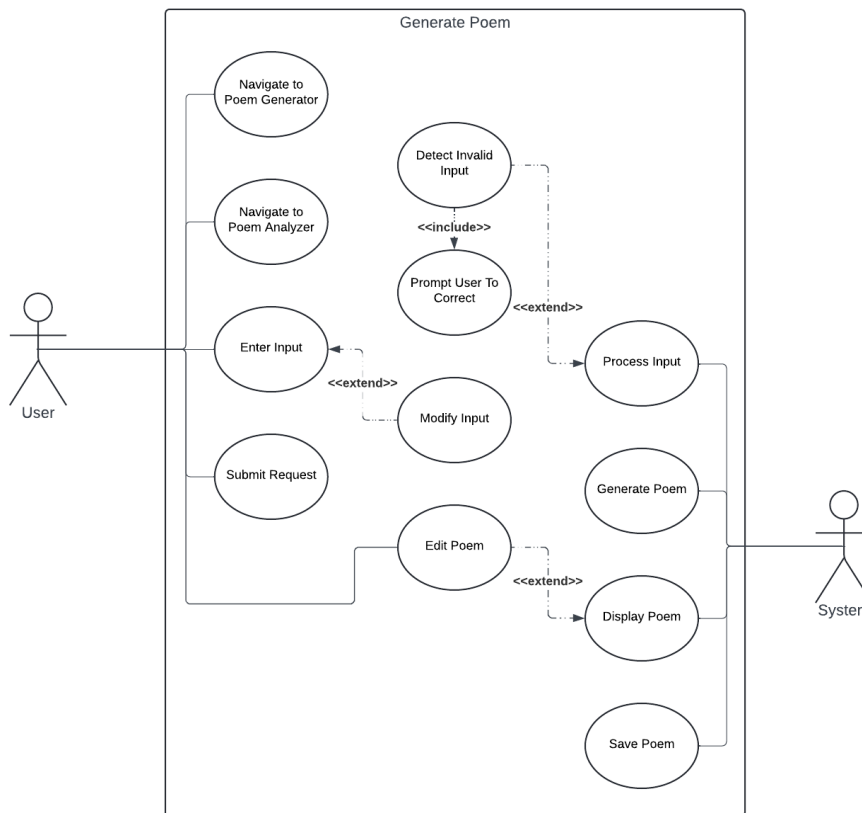 Generate Poem
Navigate to
Poem Generator
Detect Invalid
Input
Navigate to
Poem Analyzer
<<include>>
Prompt User To
Correct
<<extend>>
Enter Input
Process Input
<<extend>>
User
Modify Input
Submit Request
Generate Poem
Edit Poem
<<extend>>
Display Poem
Syster
Save Poem